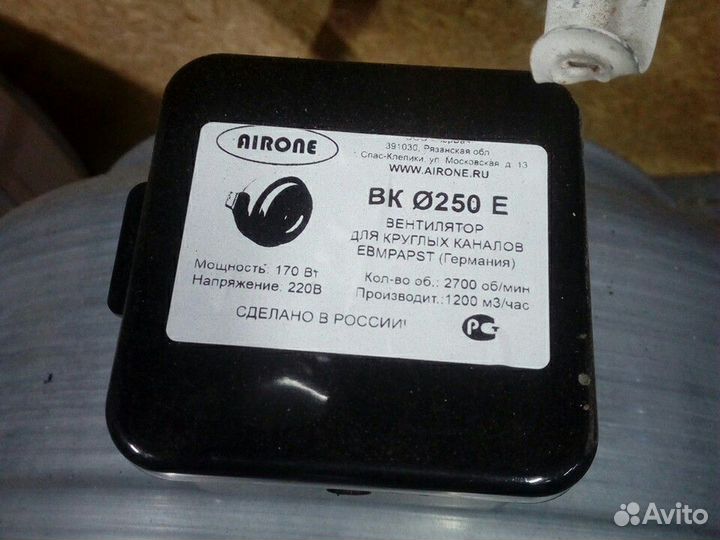 AIRONE
391030, Рязанская обл.
Спас-Клепики, ул. Московская, д. 13
WWW.AIRONE.RU
ВК Ø250 Е
ВЕНТИЛЯТОР
ДЛЯ КРУГЛЫХ КАНАЛОВ
EBMPAPST (Германия)
Мощность: 170 Вт
Напряжение: 220В
Кол-во об.: 2700 об/мин
Производит.:1200 м3/час
СДЕЛАНО В РОССИИ!
РСТ
Avito